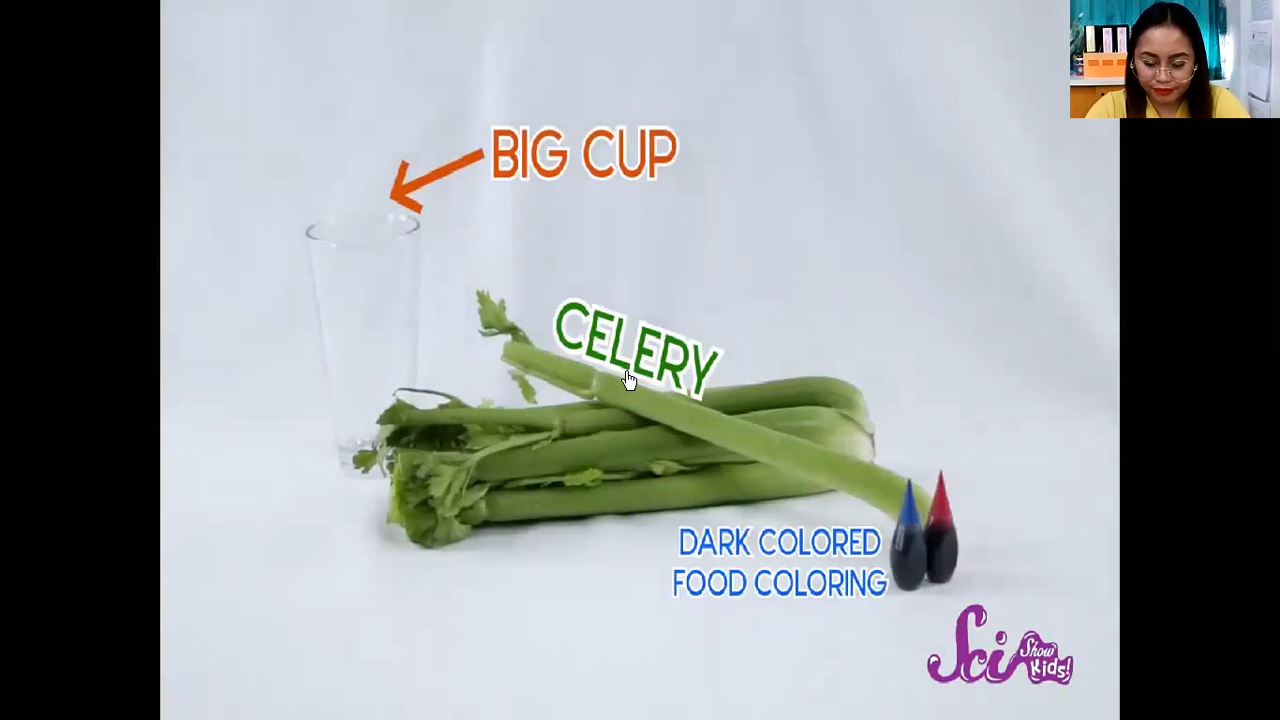 BIG CUP
CELERY
DARK COLORED
FOOD COLORING
Sci Show
Kids!